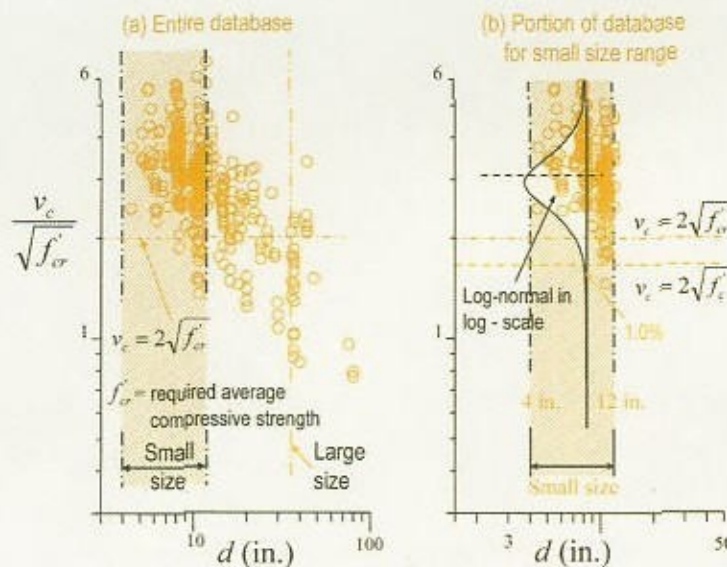 (a) Entire database
6
v_c / √f'_cr
1
v_c = 2√f'_cr
f'_cr = required average
compressive strength
Small
size
Large
size
10
100
d (in.)
(b) Portion of database
for small size range
6
v_c = 2√f'_cr
v_c = 2√f'_c
Log-normal in
log - scale
1.0%
1
4 in.
12 in.
Small size
3
10
50
d (in.)